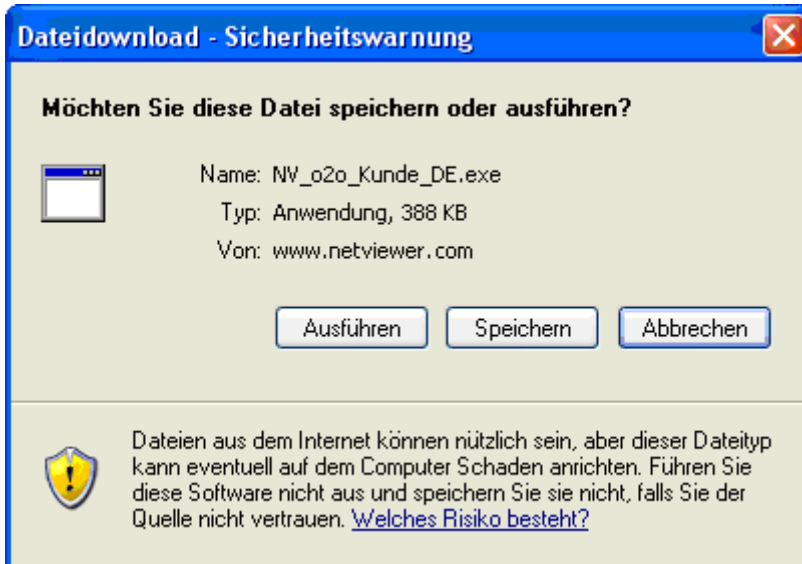 Dateidownload - Sicherheitswarnung
Möchten Sie diese Datei speichern oder ausführen?
Name: NV_o2o_Kunde_DE.exe
Typ: Anwendung, 388 KB
Von: www.netviewer.com
Ausführen Speichern Abbrechen
Dateien aus dem Internet können nützlich sein, aber dieser Dateityp
kann eventuell auf dem Computer Schaden anrichten. Führen Sie
diese Software nicht aus und speichern Sie sie nicht, falls Sie der
Quelle nicht vertrauen. Welches Risiko besteht?